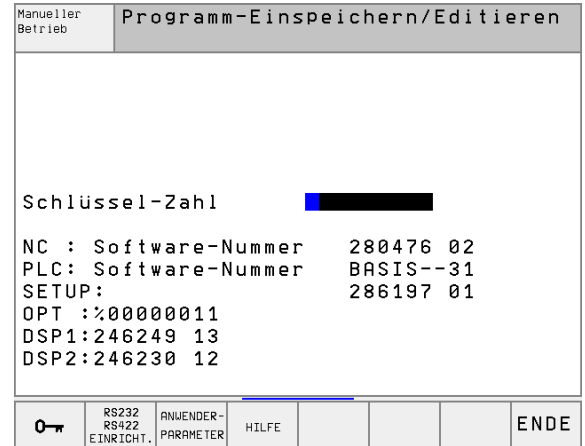 Manueller
Betrieb
Programm-Einspeichern/Editieren
Schlüssel-Zahl
NC : Software-Nummer 280476 02
PLC: Software-Nummer BASIS--31
SETUP: 286197 01
OPT :%00000011
DSP1:246249 13
DSP2:246230 12
RS232
RS422
EINRICHT.
ANWENDER-
PARAMETER
HILFE
ENDE